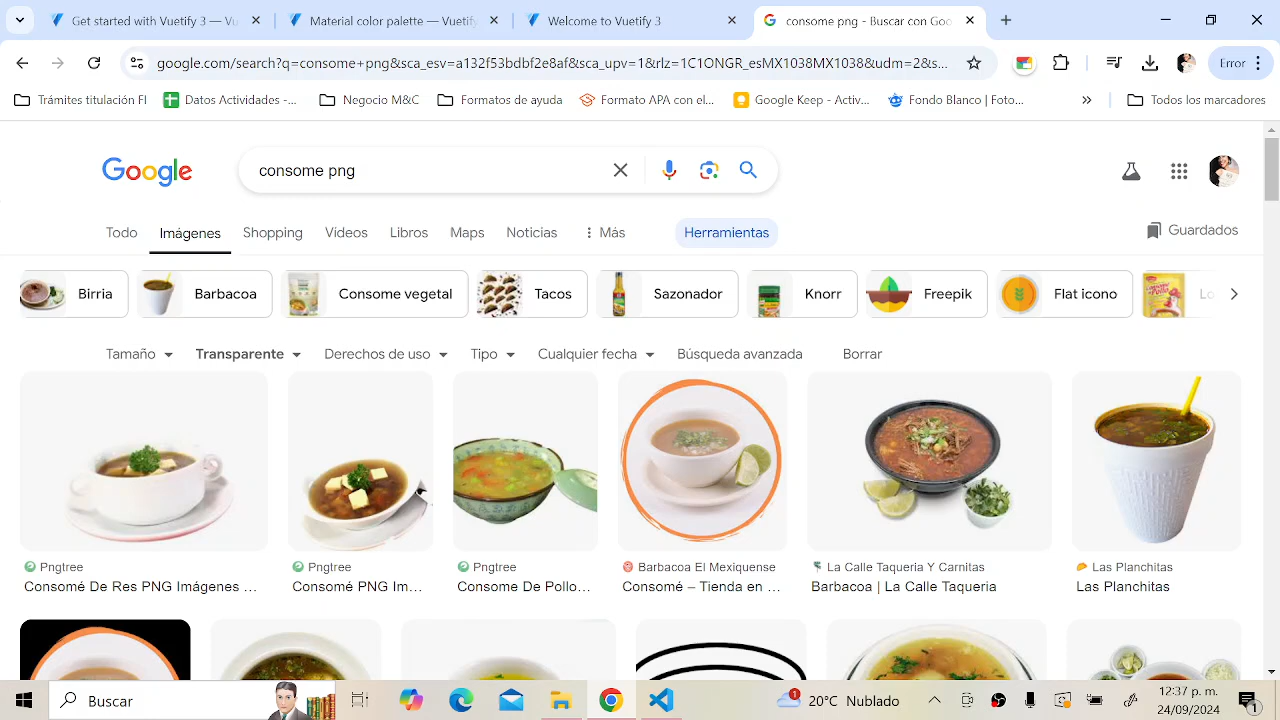 Get started with Vuetify 3 — Vu
Material color palette — Vuetify
Welcome to Vuetify 3
consome png - Buscar con Goo
google.com/search?q=consome+png&sca_esv=a132f53bdbf2e8af&sca_upv=1&rlz=1C1ONGR_esMX1038MX1038&udm=2&s...
Error
Trámites titulación FI
Datos Actividades -...
Negocio M&C
Formatos de ayuda
Formato APA con el...
Google Keep - Activ...
Fondo Blanco | Foto...
Todos los marcadores
Google
consome png
Todo
Imágenes
Shopping
Videos
Libros
Maps
Noticias
Más
Herramientas
Guardados
Birria
Barbacoa
Consome vegetal
Tacos
Sazonador
Knorr
Freepik
Flat icono
Lo
Tamaño
Transparente
Derechos de uso
Tipo
Cualquier fecha
Búsqueda avanzada
Borrar
Pngtree
Consomé De Res PNG Imágenes ...
Pngtree
Consomé PNG Im...
Pngtree
Consome De Pollo...
Barbacoa El Mexiquense
Consomé – Tienda en ...
La Calle Taqueria Y Carnitas
Barbacoa | La Calle Taqueria
Las Planchitas
Las Planchitas
Buscar
1
20°C Nublado
12:37 p. m.
24/09/2024
1